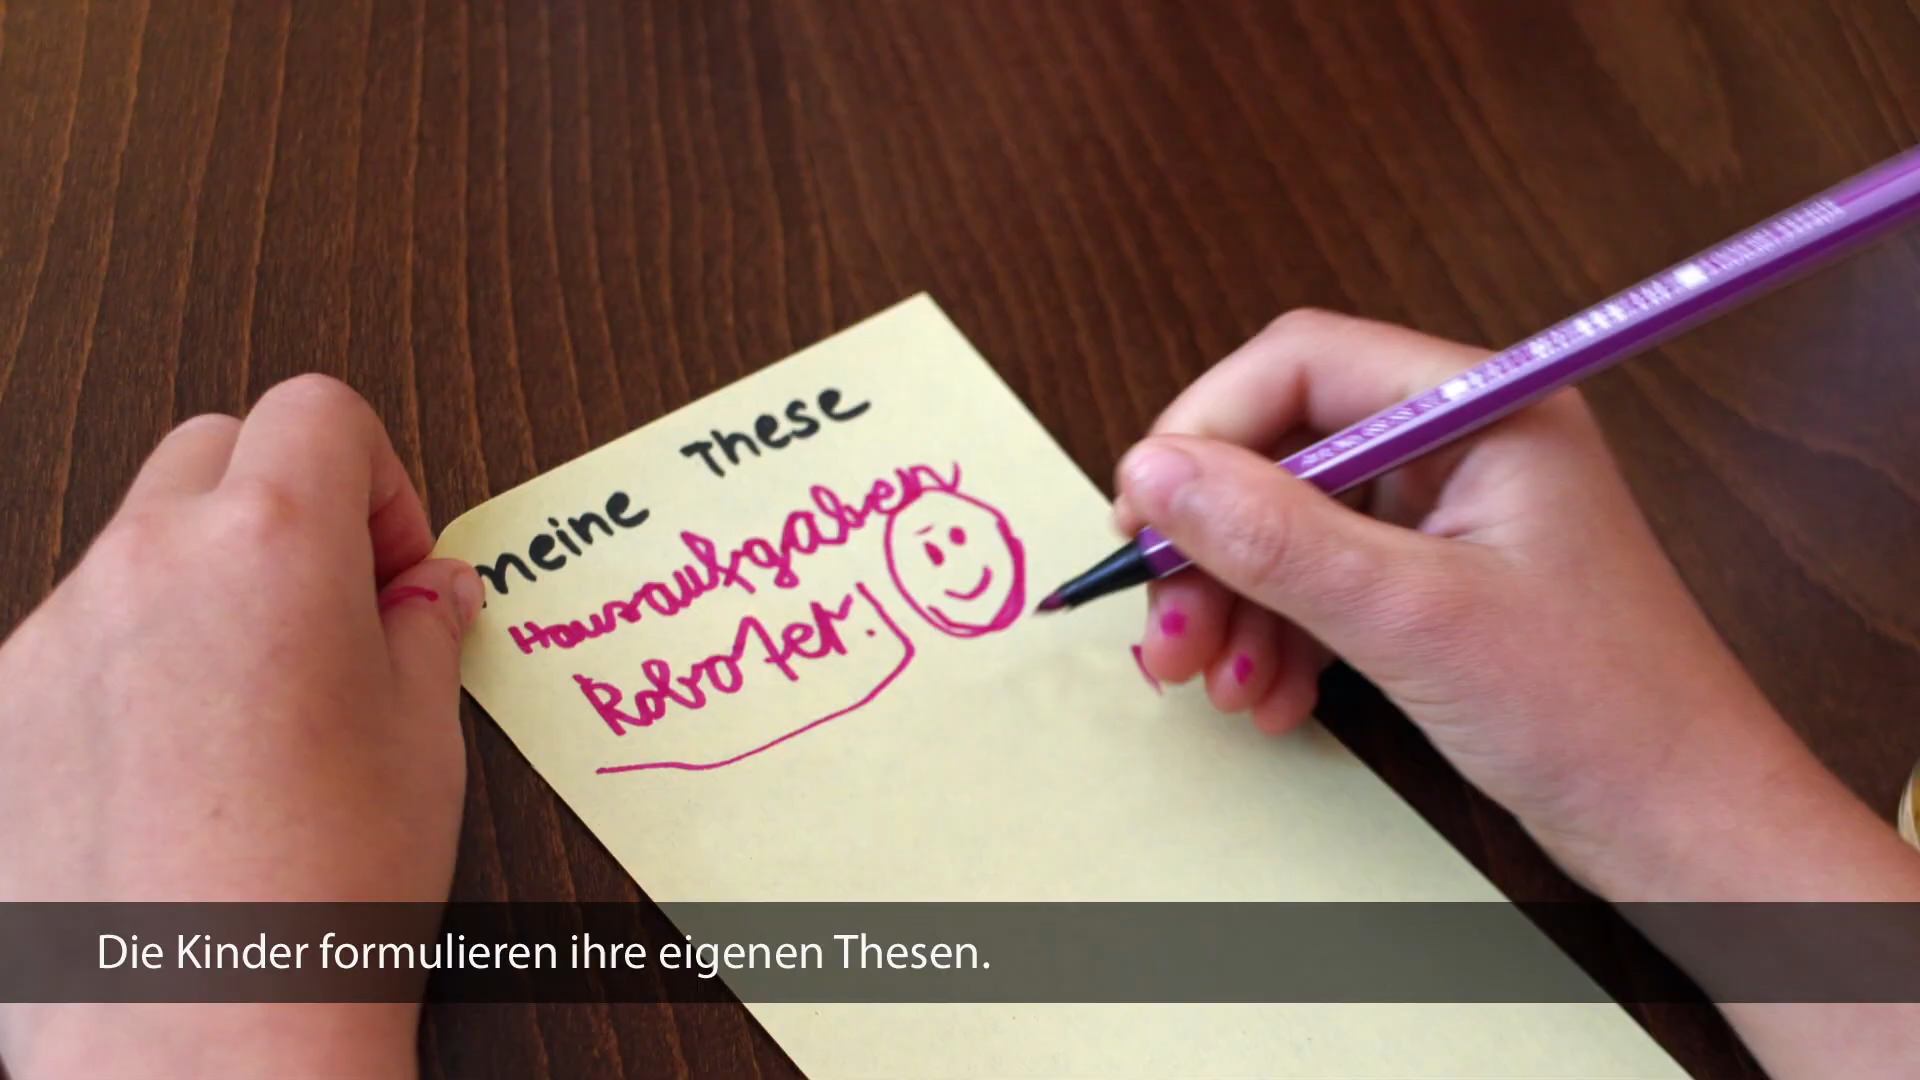 meine These
Hausaufgaben
Roboter.
Die Kinder formulieren ihre eigenen Thesen.